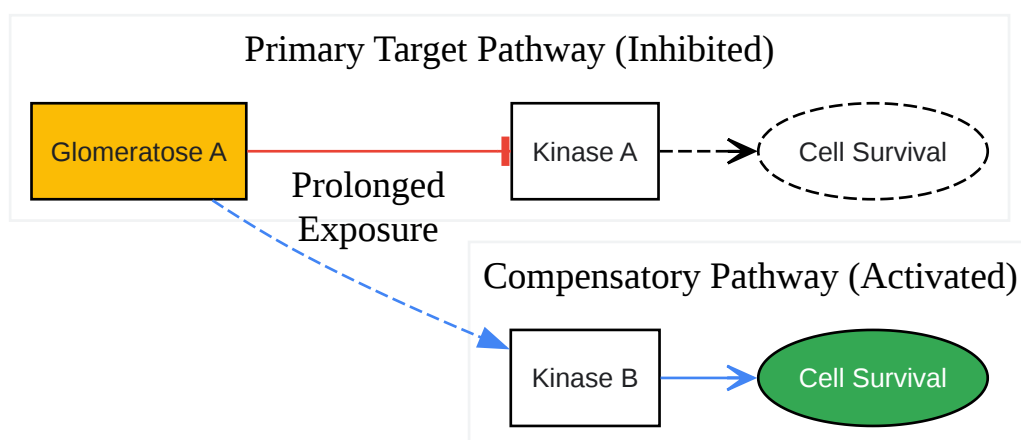 Primary Target Pathway (Inhibited)
Glomeratose A
Kinase A
Cell Survival
Prolonged
Exposure
Compensatory Pathway (Activated)
Kinase B
Cell Survival